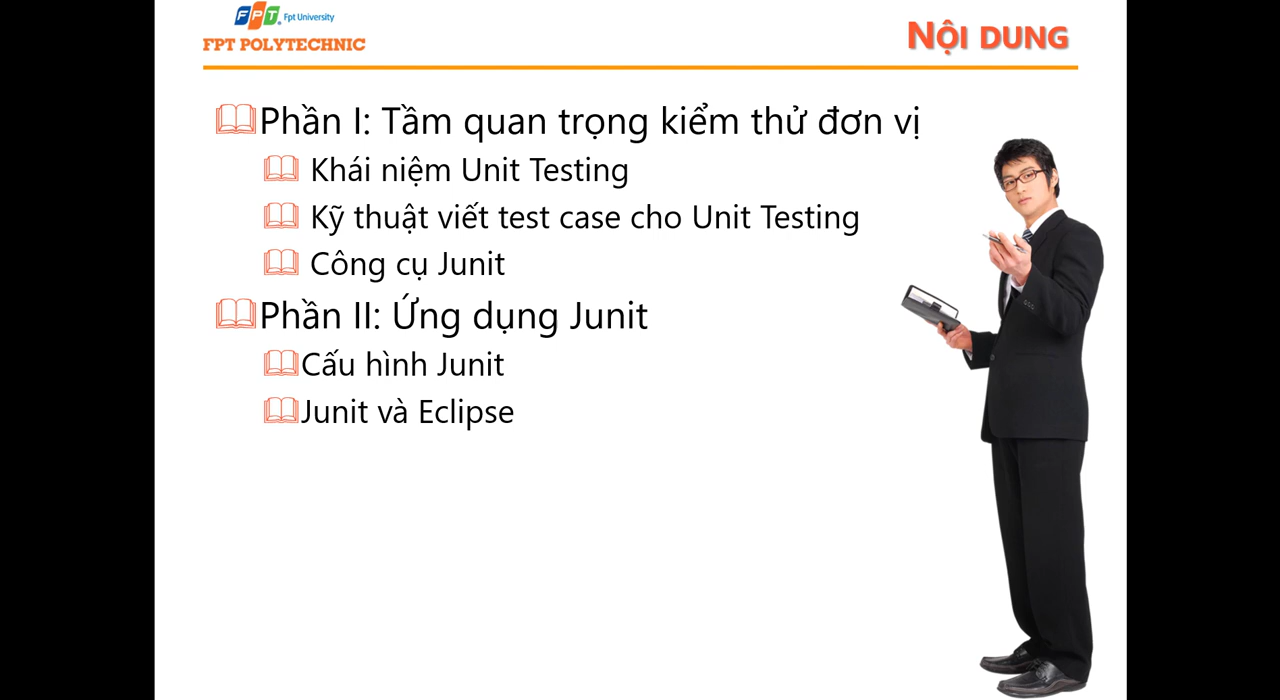 FPT. Fpt University
FPT POLYTECHNIC
NỘI DUNG
Phần I: Tầm quan trọng kiểm thử đơn vị
Khái niệm Unit Testing
Kỹ thuật viết test case cho Unit Testing
Công cụ Junit
Phần II: Ứng dụng Junit
Cấu hình Junit
Junit và Eclipse